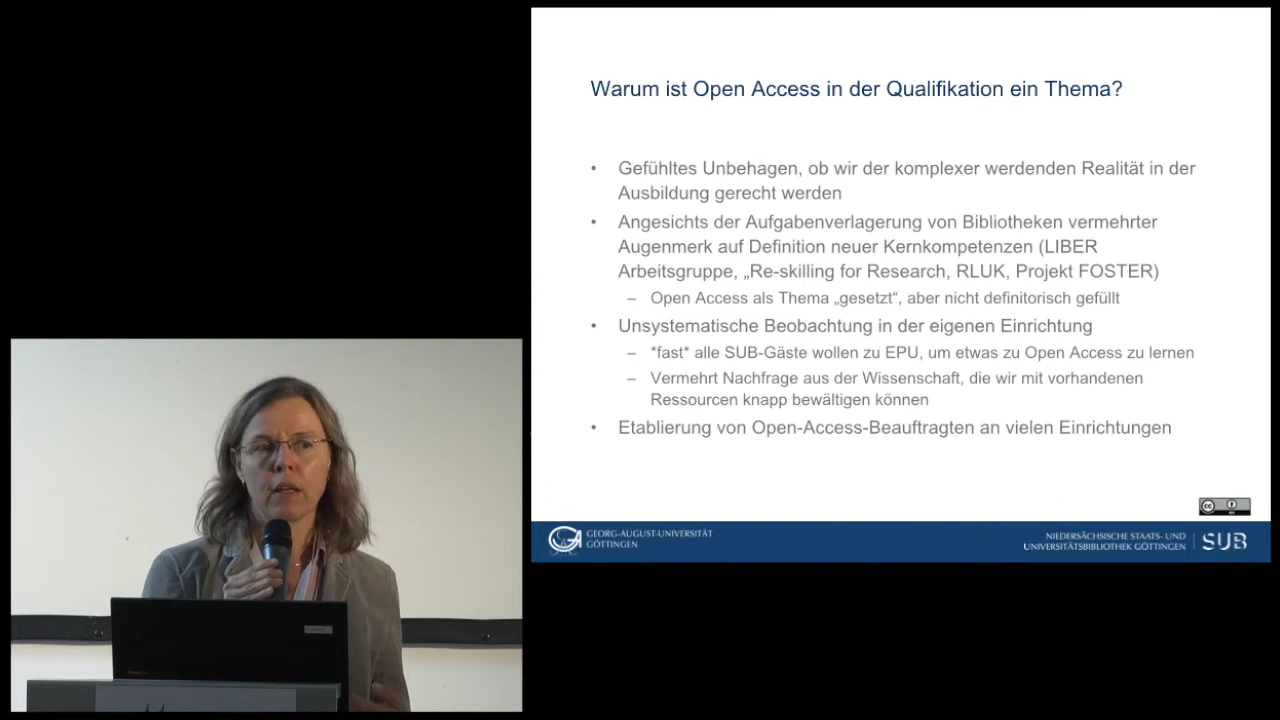 Warum ist Open Access in der Qualifikation ein Thema?
• Gefühltes Unbehagen, ob wir der komplexer werdenden Realität in der
Ausbildung gerecht werden
• Angesichts der Aufgabenverlagerung von Bibliotheken vermehrter
Augenmerk auf Definition neuer Kernkompetenzen (LIBER
Arbeitsgruppe, „Re-skilling for Research, RLUK, Projekt FOSTER)
– Open Access als Thema „gesetzt“, aber nicht definitorisch gefüllt
• Unsystematische Beobachtung in der eigenen Einrichtung
– *fast* alle SUB-Gäste wollen zu EPU, um etwas zu Open Access zu lernen
– Vermehrt Nachfrage aus der Wissenschaft, die wir mit vorhandenen
Ressourcen knapp bewältigen können
• Etablierung von Open-Access-Beauftragten an vielen Einrichtungen
cc
GEORG-AUGUST-UNIVERSITÄT
GÖTTINGEN
NIEDERSÄCHSISCHE STAATS- UND
UNIVERSITÄTSBIBLIOTHEK GÖTTINGEN
SUB